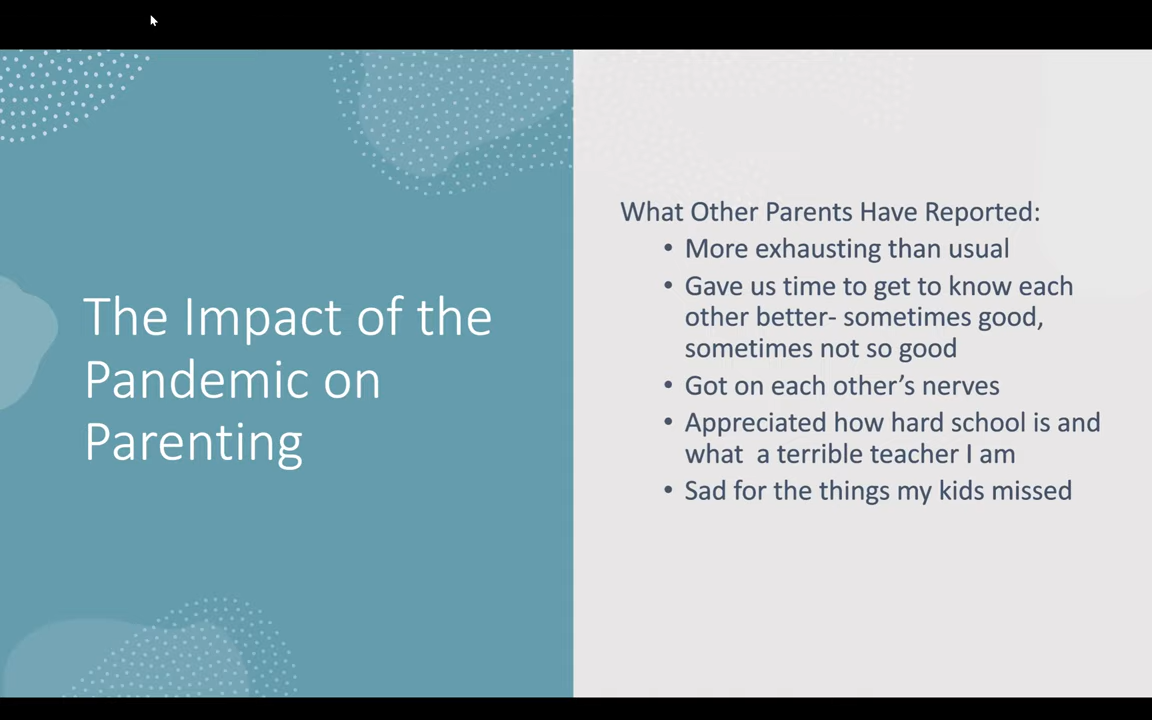 The Impact of the
Pandemic on
Parenting
What Other Parents Have Reported:
• More exhausting than usual
• Gave us time to get to know each
other better- sometimes good,
sometimes not so good
• Got on each other’s nerves
• Appreciated how hard school is and
what  a terrible teacher I am
• Sad for the things my kids missed